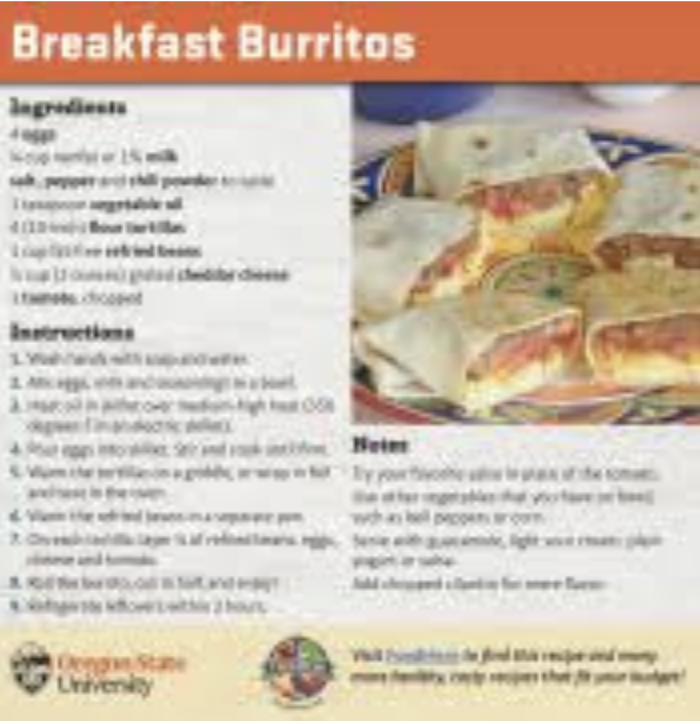 Breakfast Burritos
Ingredients
4 eggs
¼ cup nonfat or 1% milk
salt, pepper and chili powder to taste
1 teaspoon vegetable oil
4 (10 inch) flour tortillas
1 cup fat-free refried beans
½ cup (2 ounces) grated cheddar cheese
1 tomato, chopped
Instructions
1. Wash hands with soap and water.
2. Mix eggs, milk and seasonings in a bowl.
3. Heat oil in skillet over medium-high heat (350
degrees F in an electric skillet).
4. Pour eggs into skillet. Stir and cook until firm.
5. Warm the tortillas on a griddle, or wrap in foil
and heat in the oven.
6. Warm the refried beans in a separate pan.
7. On each tortilla layer ¼ of refried beans, eggs,
cheese and tomato.
8. Roll the burrito, cut in half, and enjoy!
9. Refrigerate leftovers within 2 hours.
Notes
Try your favorite salsa in place of the tomato.
Use other vegetables that you have on hand,
such as bell peppers or corn.
Serve with guacamole, light sour cream, plain
yogurt or salsa.
Add chopped cilantro for more flavor.
Oregon State
University
Visit to find this recipe and many
more healthy, tasty recipes that fit your budget!